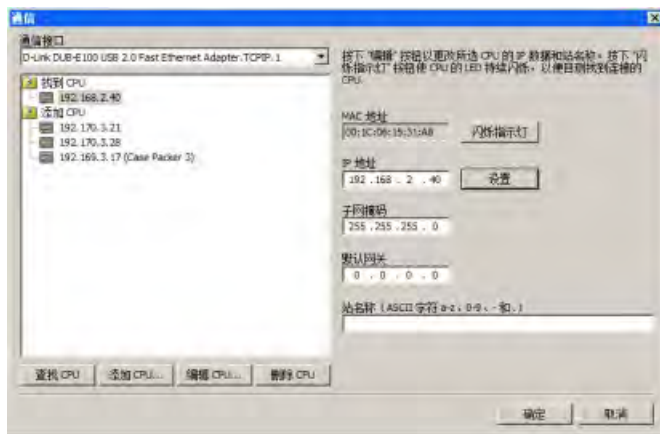 通信
通信接口
D-Link DUB-E100 USB 2.0 Fast Ethernet Adapter.TCPIP.1
找到 CPU
192.168.2.40
添加 CPU
192.170.3.21
192.170.3.28
192.169.3.17 (Case Packer 3)
按下“编辑”按钮以更改所选 CPU 的 IP 数据和站名称。按下“闪
烁指示灯”按钮使 CPU 的 LED 持续闪烁，以便目测找到连接的
CPU。
MAC 地址
00:1C:06:15:31:A8
闪烁指示灯
IP 地址
192 .168 . 2 . 40
设置
子网掩码
255 .255 .255 . 0
默认网关
0 . 0 . 0 . 0
站名称（ASCII 字符 a-z、0-9、- 和 .）
查找 CPU
添加 CPU...
编辑 CPU...
删除 CPU
确定
取消